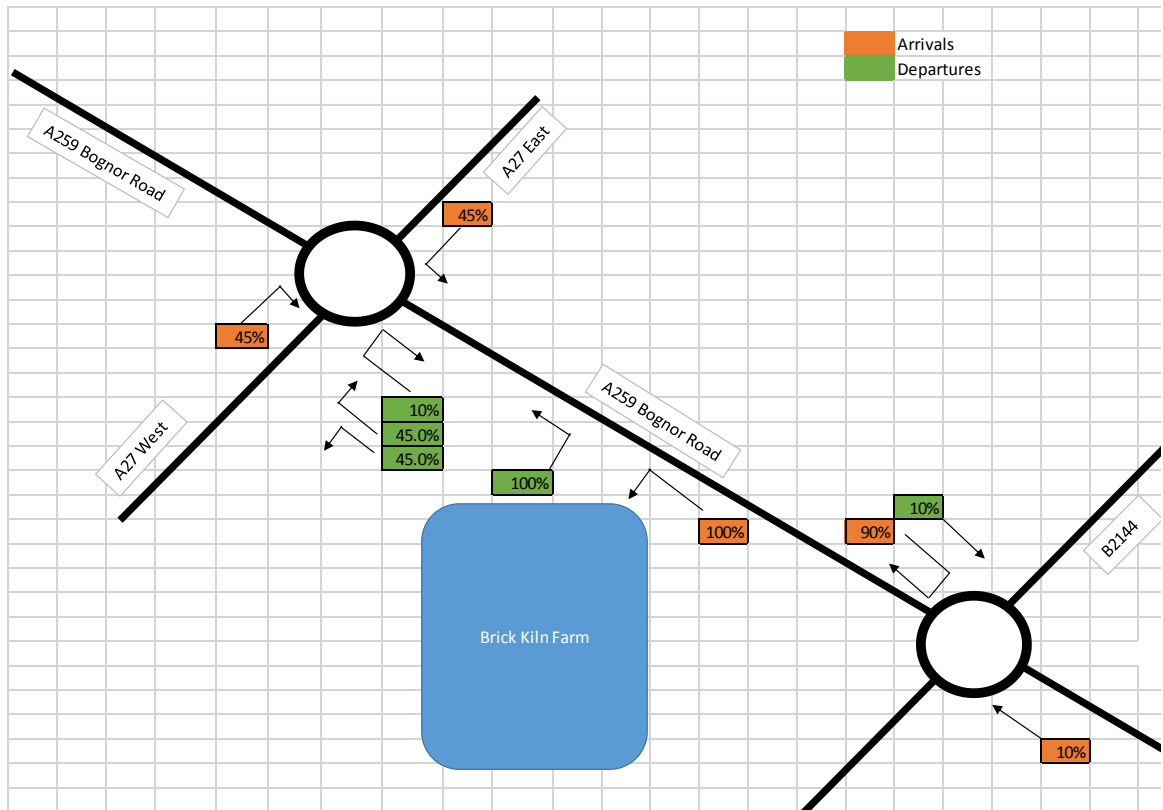 Arrivals
Departures
A259 Bognor Road
A27 East
45%
45%
A27 West
10%
45.0%
45.0%
A259 Bognor Road
100%
100%
10%
90%
B2144
Brick Kiln Farm
10%